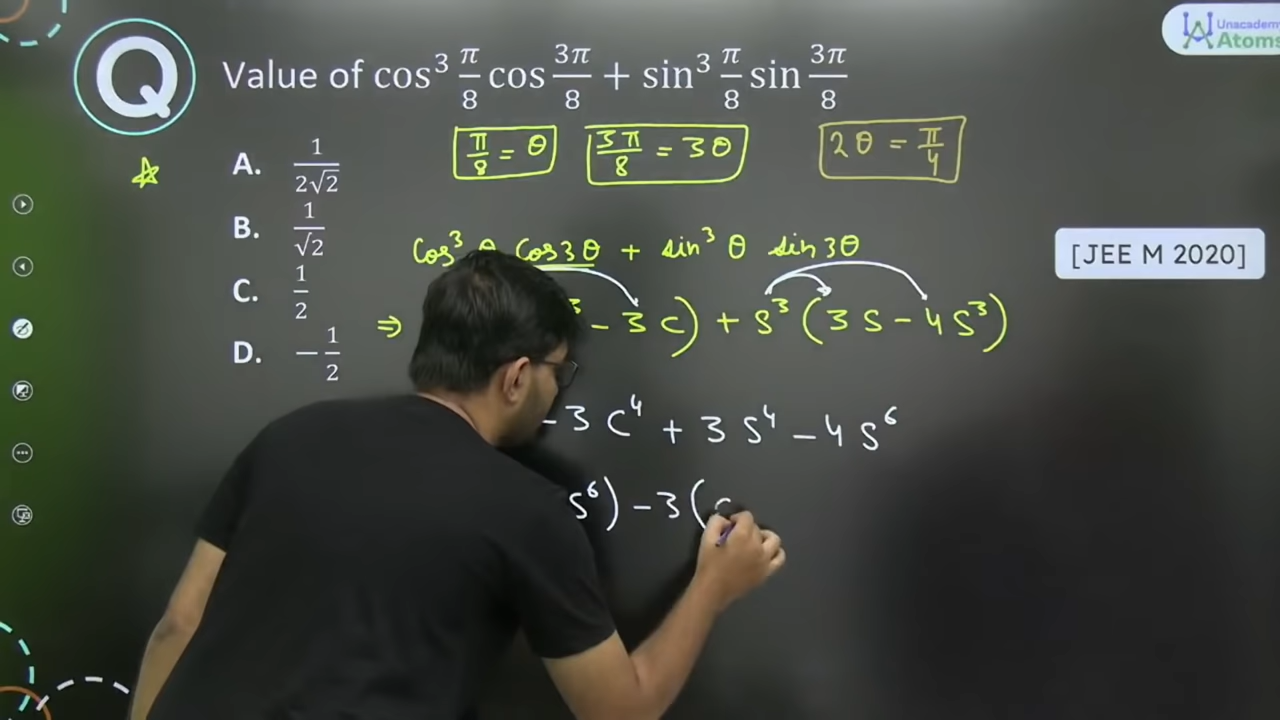 Unacademy
Atoms
Q Value of cos³ π/8 cos 3π/8 + sin³ π/8 sin 3π/8
π/8 = θ 3π/8 = 3θ 2θ = π/4
A. 1/2√2
B. 1/√2
C. 1/2
D. −1/2
[JEE M 2020]
cos³ θ cos3θ + sin³ θ sin3θ
⇒ − 3 C) + S³ (3 S − 4 S³)
− 3 C⁴ + 3 S⁴ − 4 S⁶
S⁶) − 3 (